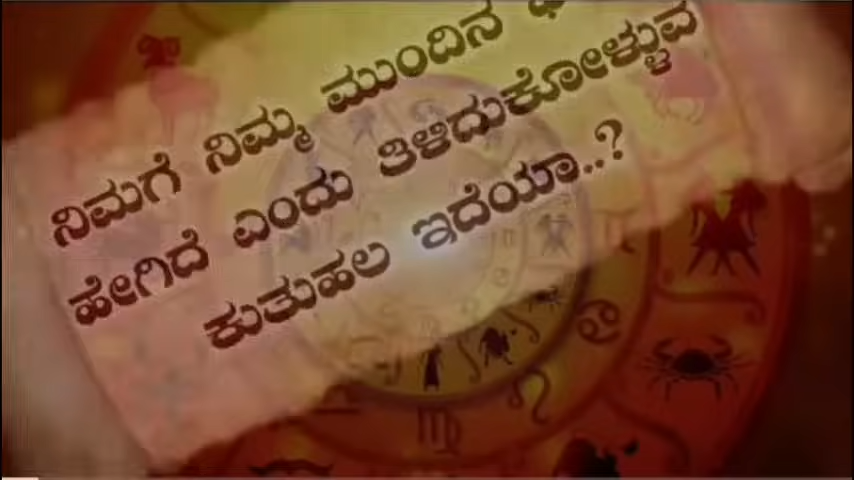 ನಿಮಗೆ ನಿಮ್ಮ ಮುಂದಿನ
ಹೇಗಿದೆ ಎಂದು ತಿಳಿದುಕೋಳ್ಳುವ
ಕುತುಹಲ ಇದೆಯಾ..?